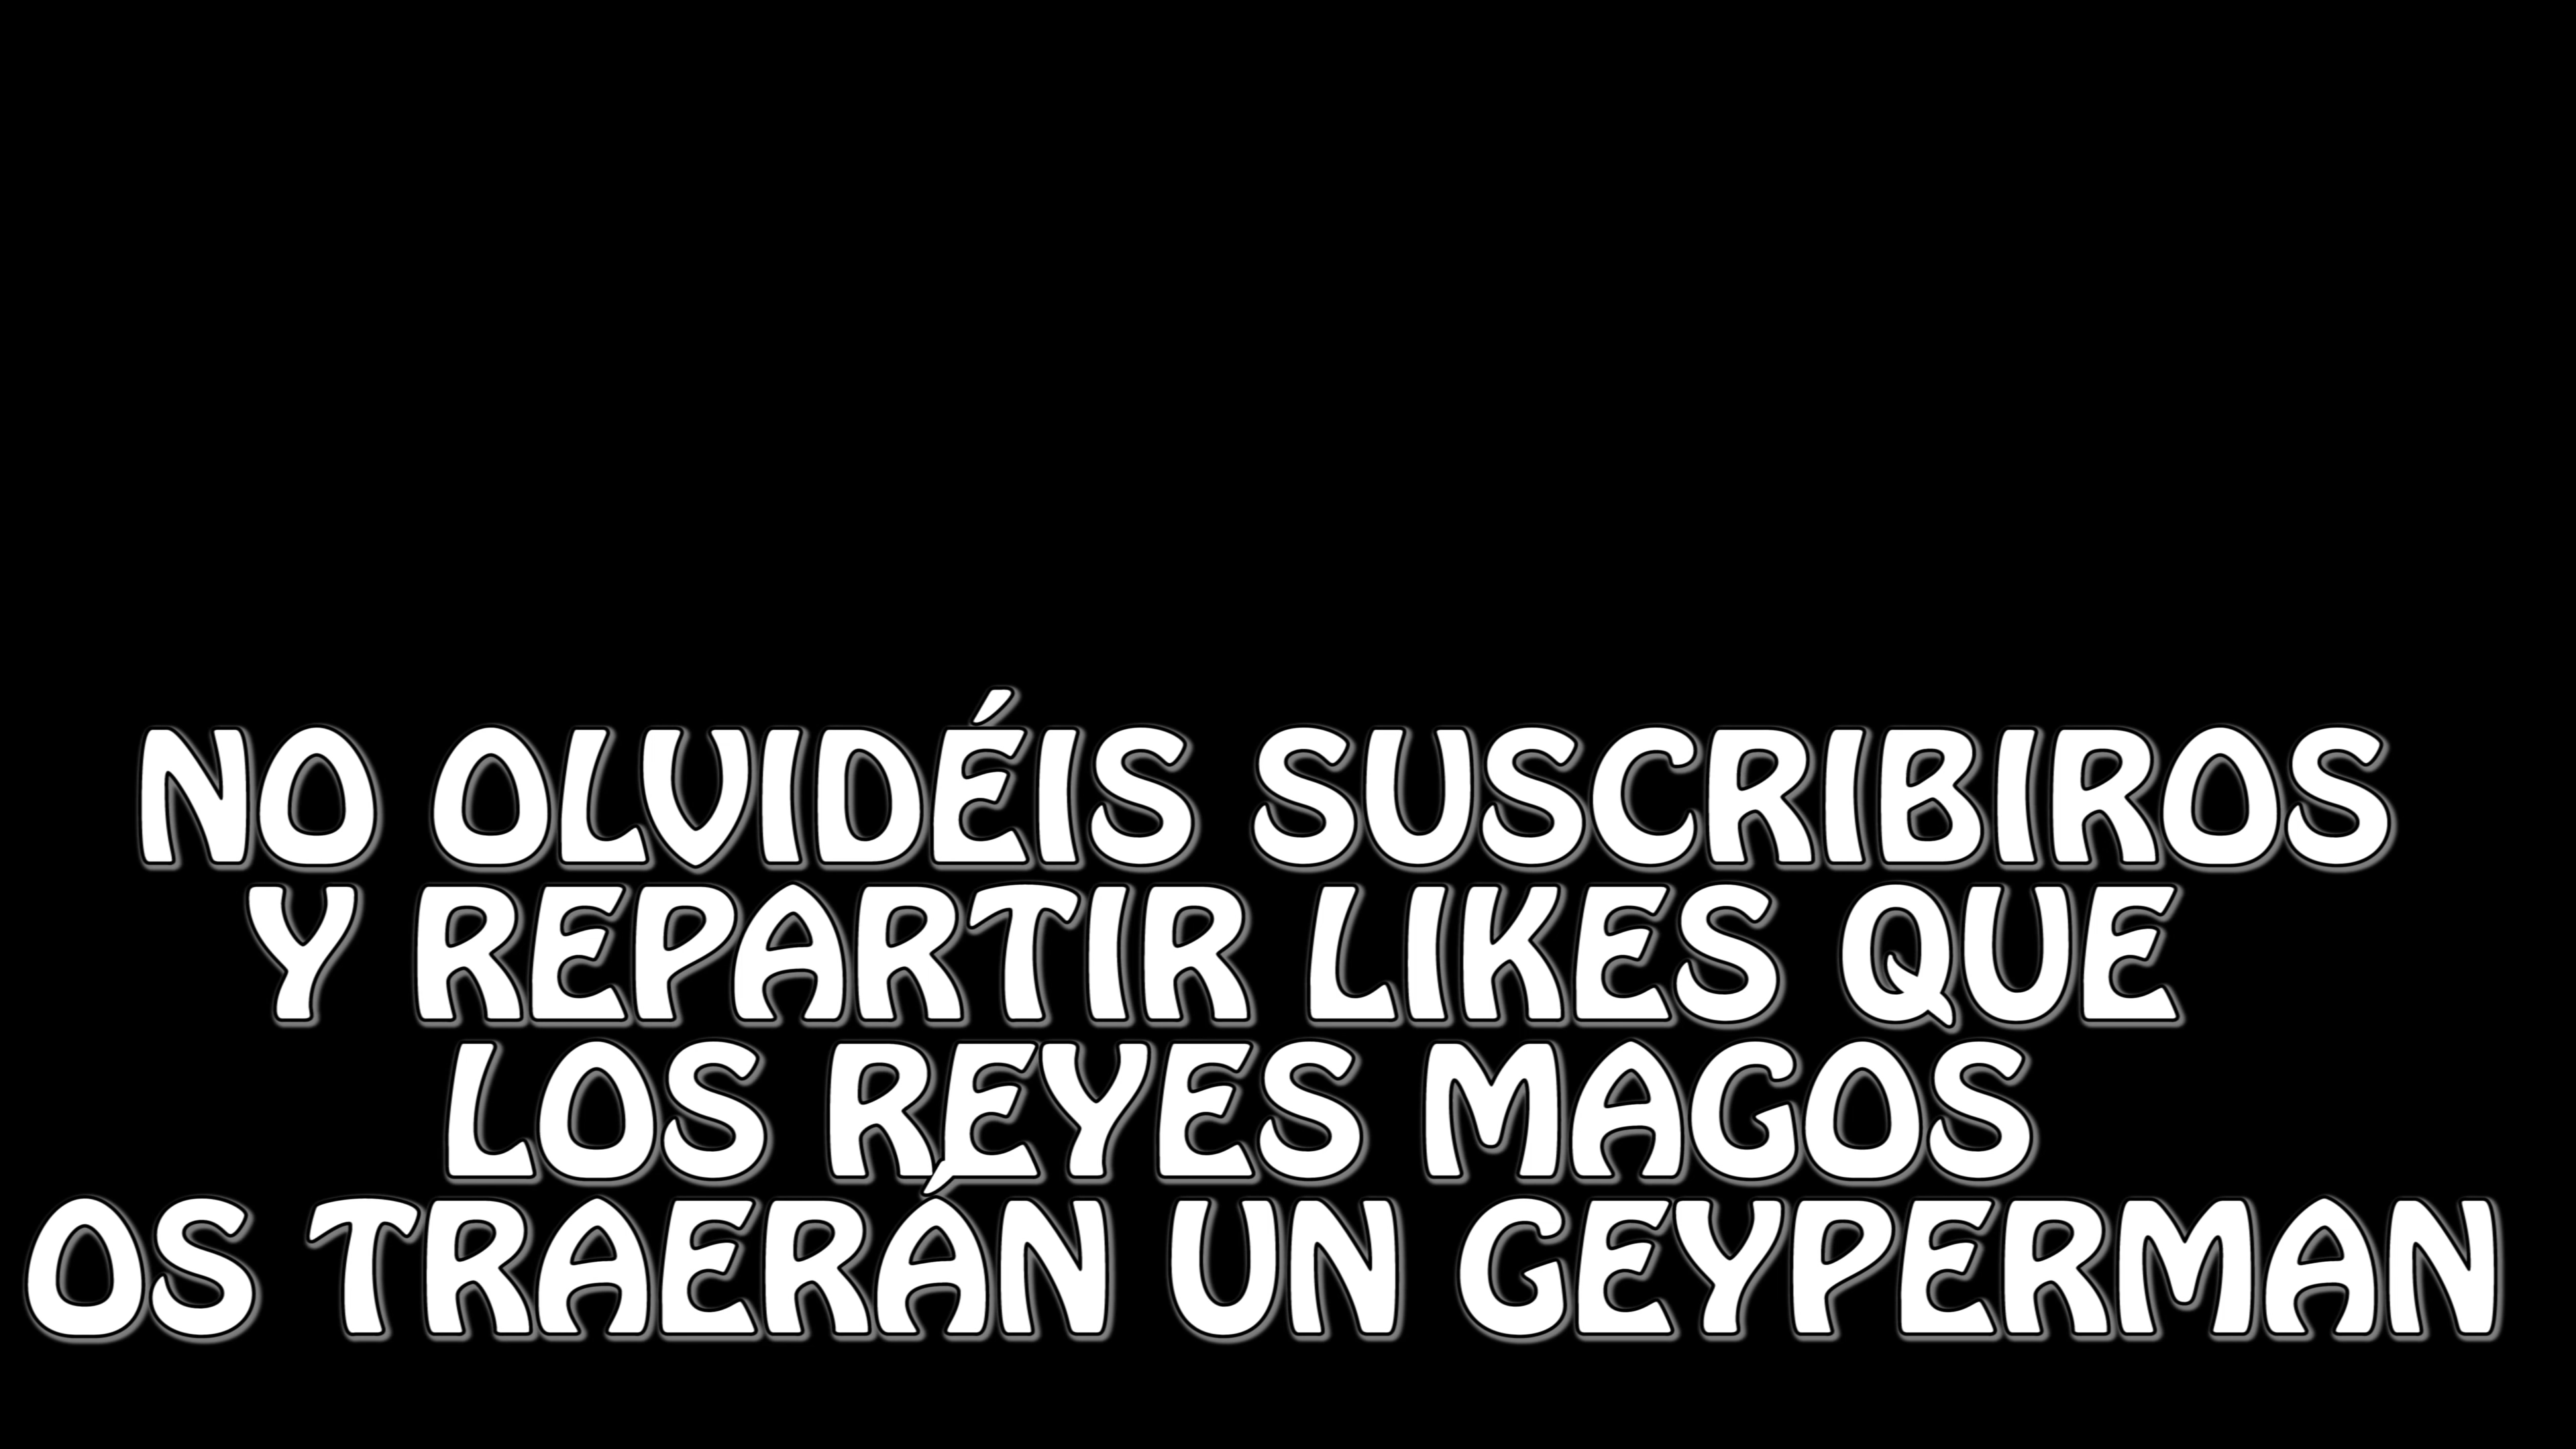 NO OLVIDÉIS SUSCRIBIROS
Y REPARTIR LIKES QUE
LOS REYES MAGOS
OS TRAERÁN UN GEYPERMAN